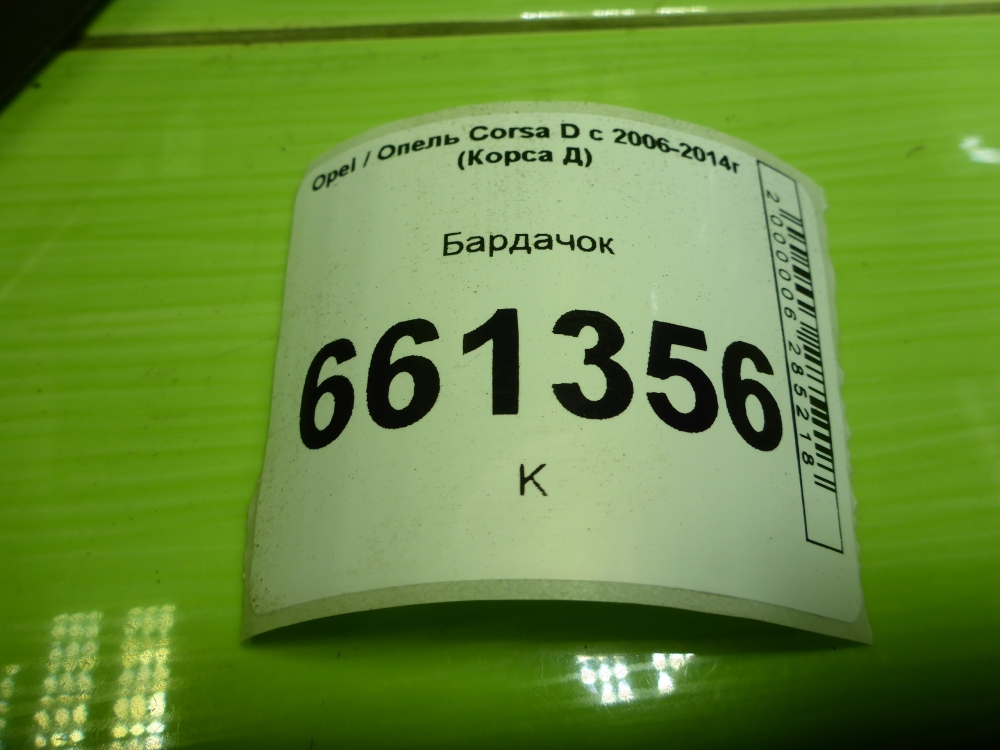 Opel / Опель Corsa D с 2006-2014г
(Корса Д)
Бардачок
661356
К
2000006285218